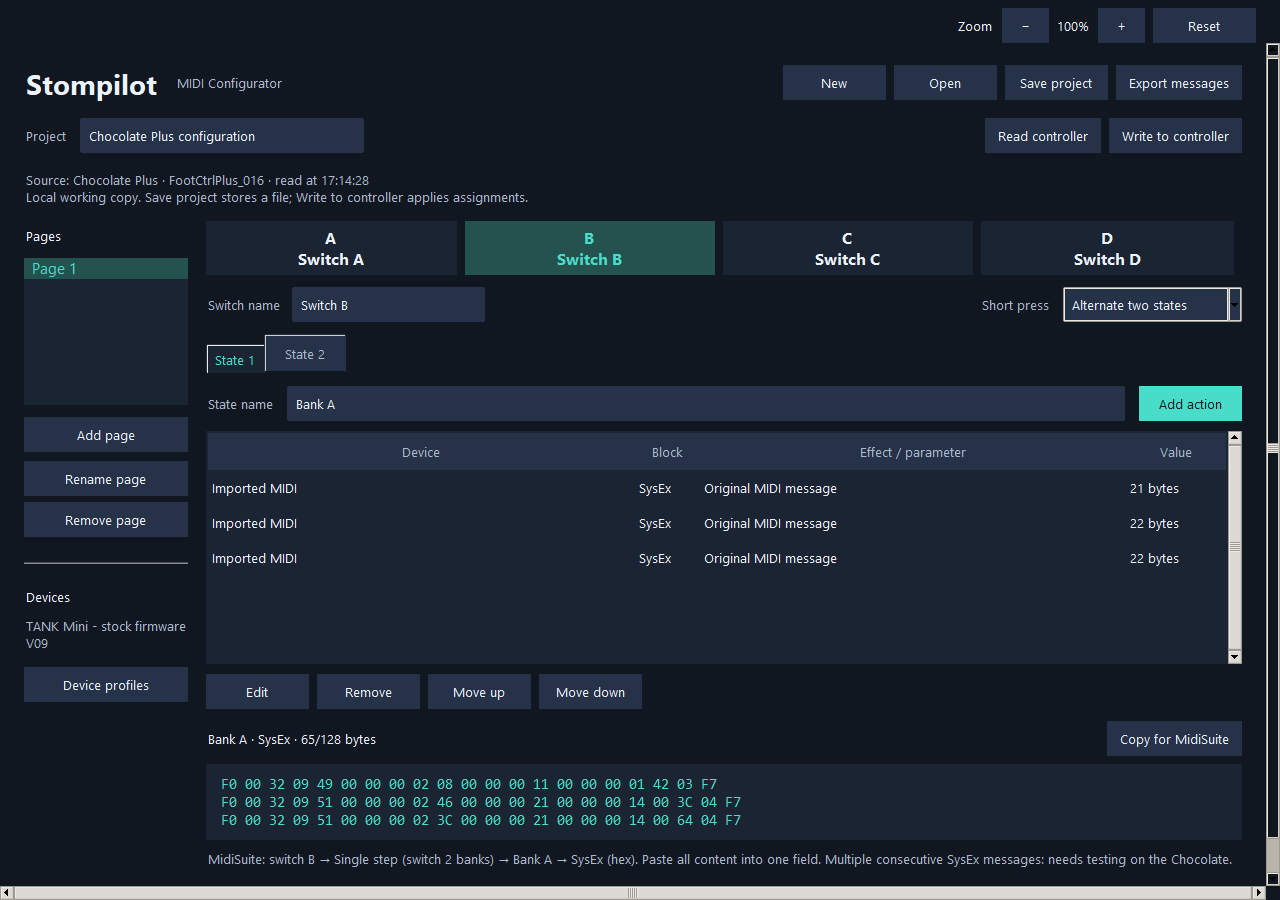 Zoom − 100% + Reset
Stompilot MIDI Configurator New Open Save project Export messages
Project Chocolate Plus configuration Read controller Write to controller
Source: Chocolate Plus · FootCtrlPlus_016 · read at 17:14:28
Local working copy. Save project stores a file; Write to controller applies assignments.
Pages
Page 1
Add page
Rename page
Remove page
Devices
TANK Mini - stock firmware
V09
Device profiles
A B C D
Switch A Switch B Switch C Switch D
Switch name Switch B Short press Alternate two states
State 1 State 2
State name Bank A Add action
Device Block Effect / parameter Value
Imported MIDI SysEx Original MIDI message 21 bytes
Imported MIDI SysEx Original MIDI message 22 bytes
Imported MIDI SysEx Original MIDI message 22 bytes
Edit Remove Move up Move down
Bank A · SysEx · 65/128 bytes Copy for MidiSuite
F0 00 32 09 49 00 00 00 02 08 00 00 00 11 00 00 00 01 42 03 F7
F0 00 32 09 51 00 00 00 02 46 00 00 00 21 00 00 00 14 00 3C 04 F7
F0 00 32 09 51 00 00 00 02 3C 00 00 00 21 00 00 00 14 00 64 04 F7
MidiSuite: switch B → Single step (switch 2 banks) → Bank A → SysEx (hex). Paste all content into one field. Multiple consecutive SysEx messages: needs testing on the Chocolate.